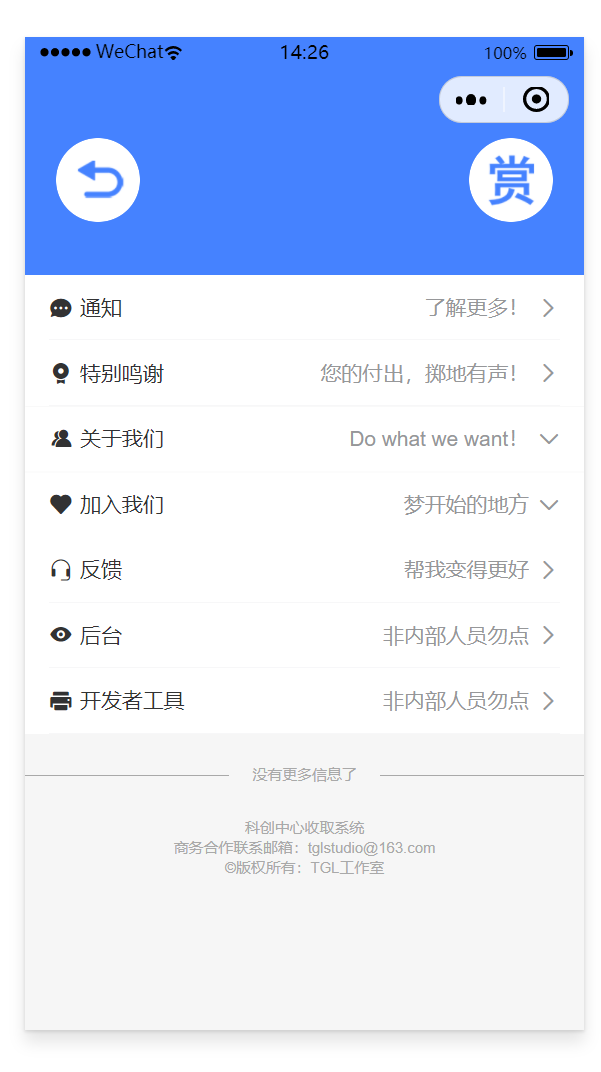 WeChat 14:26 100%
赏
通知 了解更多！
特别鸣谢 您的付出，掷地有声！
关于我们 Do what we want！
加入我们 梦开始的地方
反馈 帮我变得更好
后台 非内部人员勿点
开发者工具 非内部人员勿点
没有更多信息了
科创中心收取系统
商务合作联系邮箱：tglstudio@163.com
©版权所有：TGL工作室